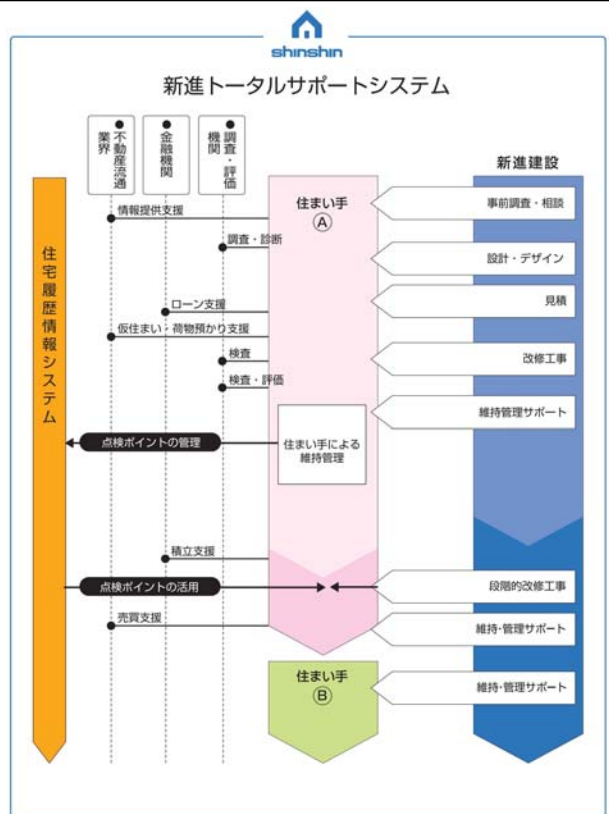 shinshin
新進トータルサポートシステム
●不動産流通
業界
●金融機関
●調査・評価
機関
新進建設
住宅履歴情報システム
住まい手
Ⓐ
事前調査・相談
情報提供支援
調査・診断
設計・デザイン
見積
ローン支援
仮住まい・荷物預かり支援
検査
改修工事
検査・評価
維持管理サポート
点検ポイントの管理
住まい手による
維持管理
積立支援
点検ポイントの活用
段階的改修工事
売買支援
維持・管理サポート
住まい手
Ⓑ
維持・管理サポート